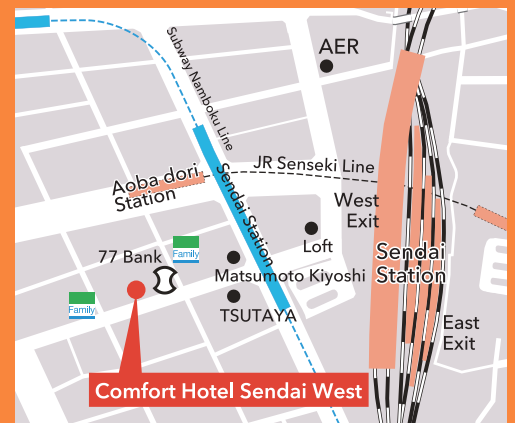 AER
Subway Namboku Line
JR Senseki Line
Aoba dori
Station
Sendai Station
West
Exit
Loft
Sendai
Station
77 Bank
Family
Matsumoto Kiyoshi
Family
TSUTAYA
East
Exit
Comfort Hotel Sendai West